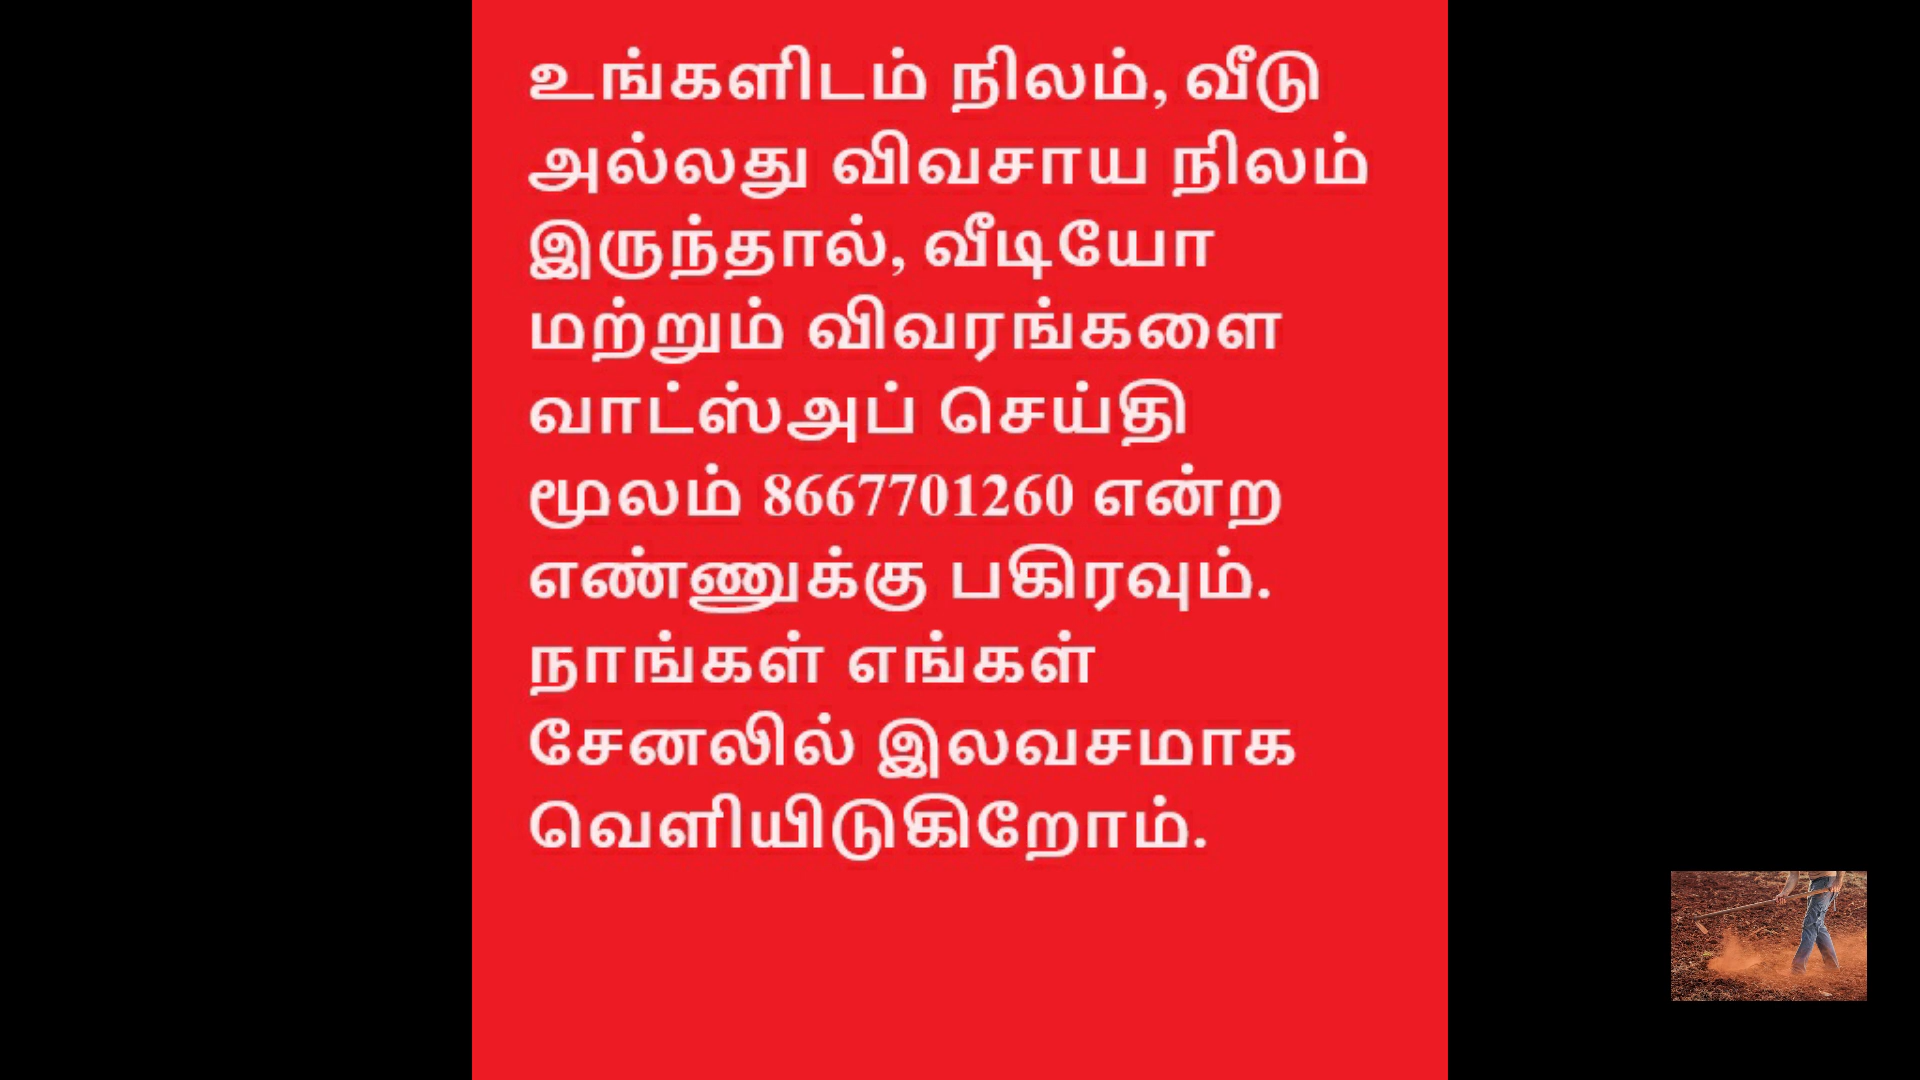 உங்களிடம் நிலம், வீடு
அல்லது விவசாய நிலம்
இருந்தால், வீடியோ
மற்றும் விவரங்களை
வாட்ஸ்அப் செய்தி
மூலம் 8667701260 என்ற
எண்ணுக்கு பகிரவும்.
நாங்கள் எங்கள்
சேனலில் இலவசமாக
வெளியிடுகிறோம்.